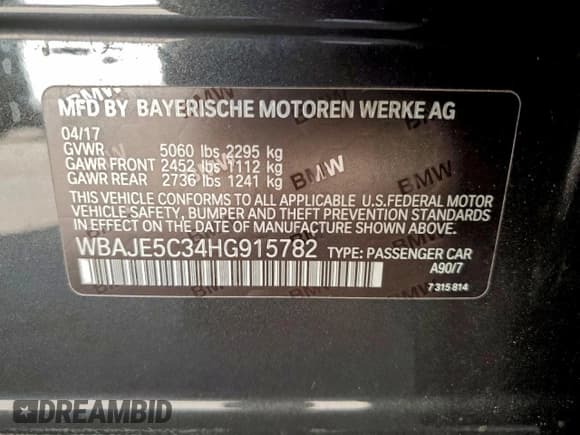 MFD BY BAYERISCHE MOTOREN WERKE AG
04/17
GVWR 5060 lbs 2295 kg
GAWR FRONT 2452 lbs 1112 kg
GAWR REAR 2736 lbs 1241 kg
THIS VEHICLE CONFORMS TO ALL APPLICABLE U.S.FEDERAL MOTOR
VEHICLE SAFETY, BUMPER AND THEFT PREVENTION STANDARDS
IN EFFECT ON THE DATE OF MANUFACTURE SHOWN ABOVE.
WBAJE5C34HG915782 TYPE: PASSENGER CAR
A90/7
7 315 814
BMW
DREAMBID